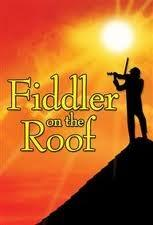 Fiddler
on the
Roof